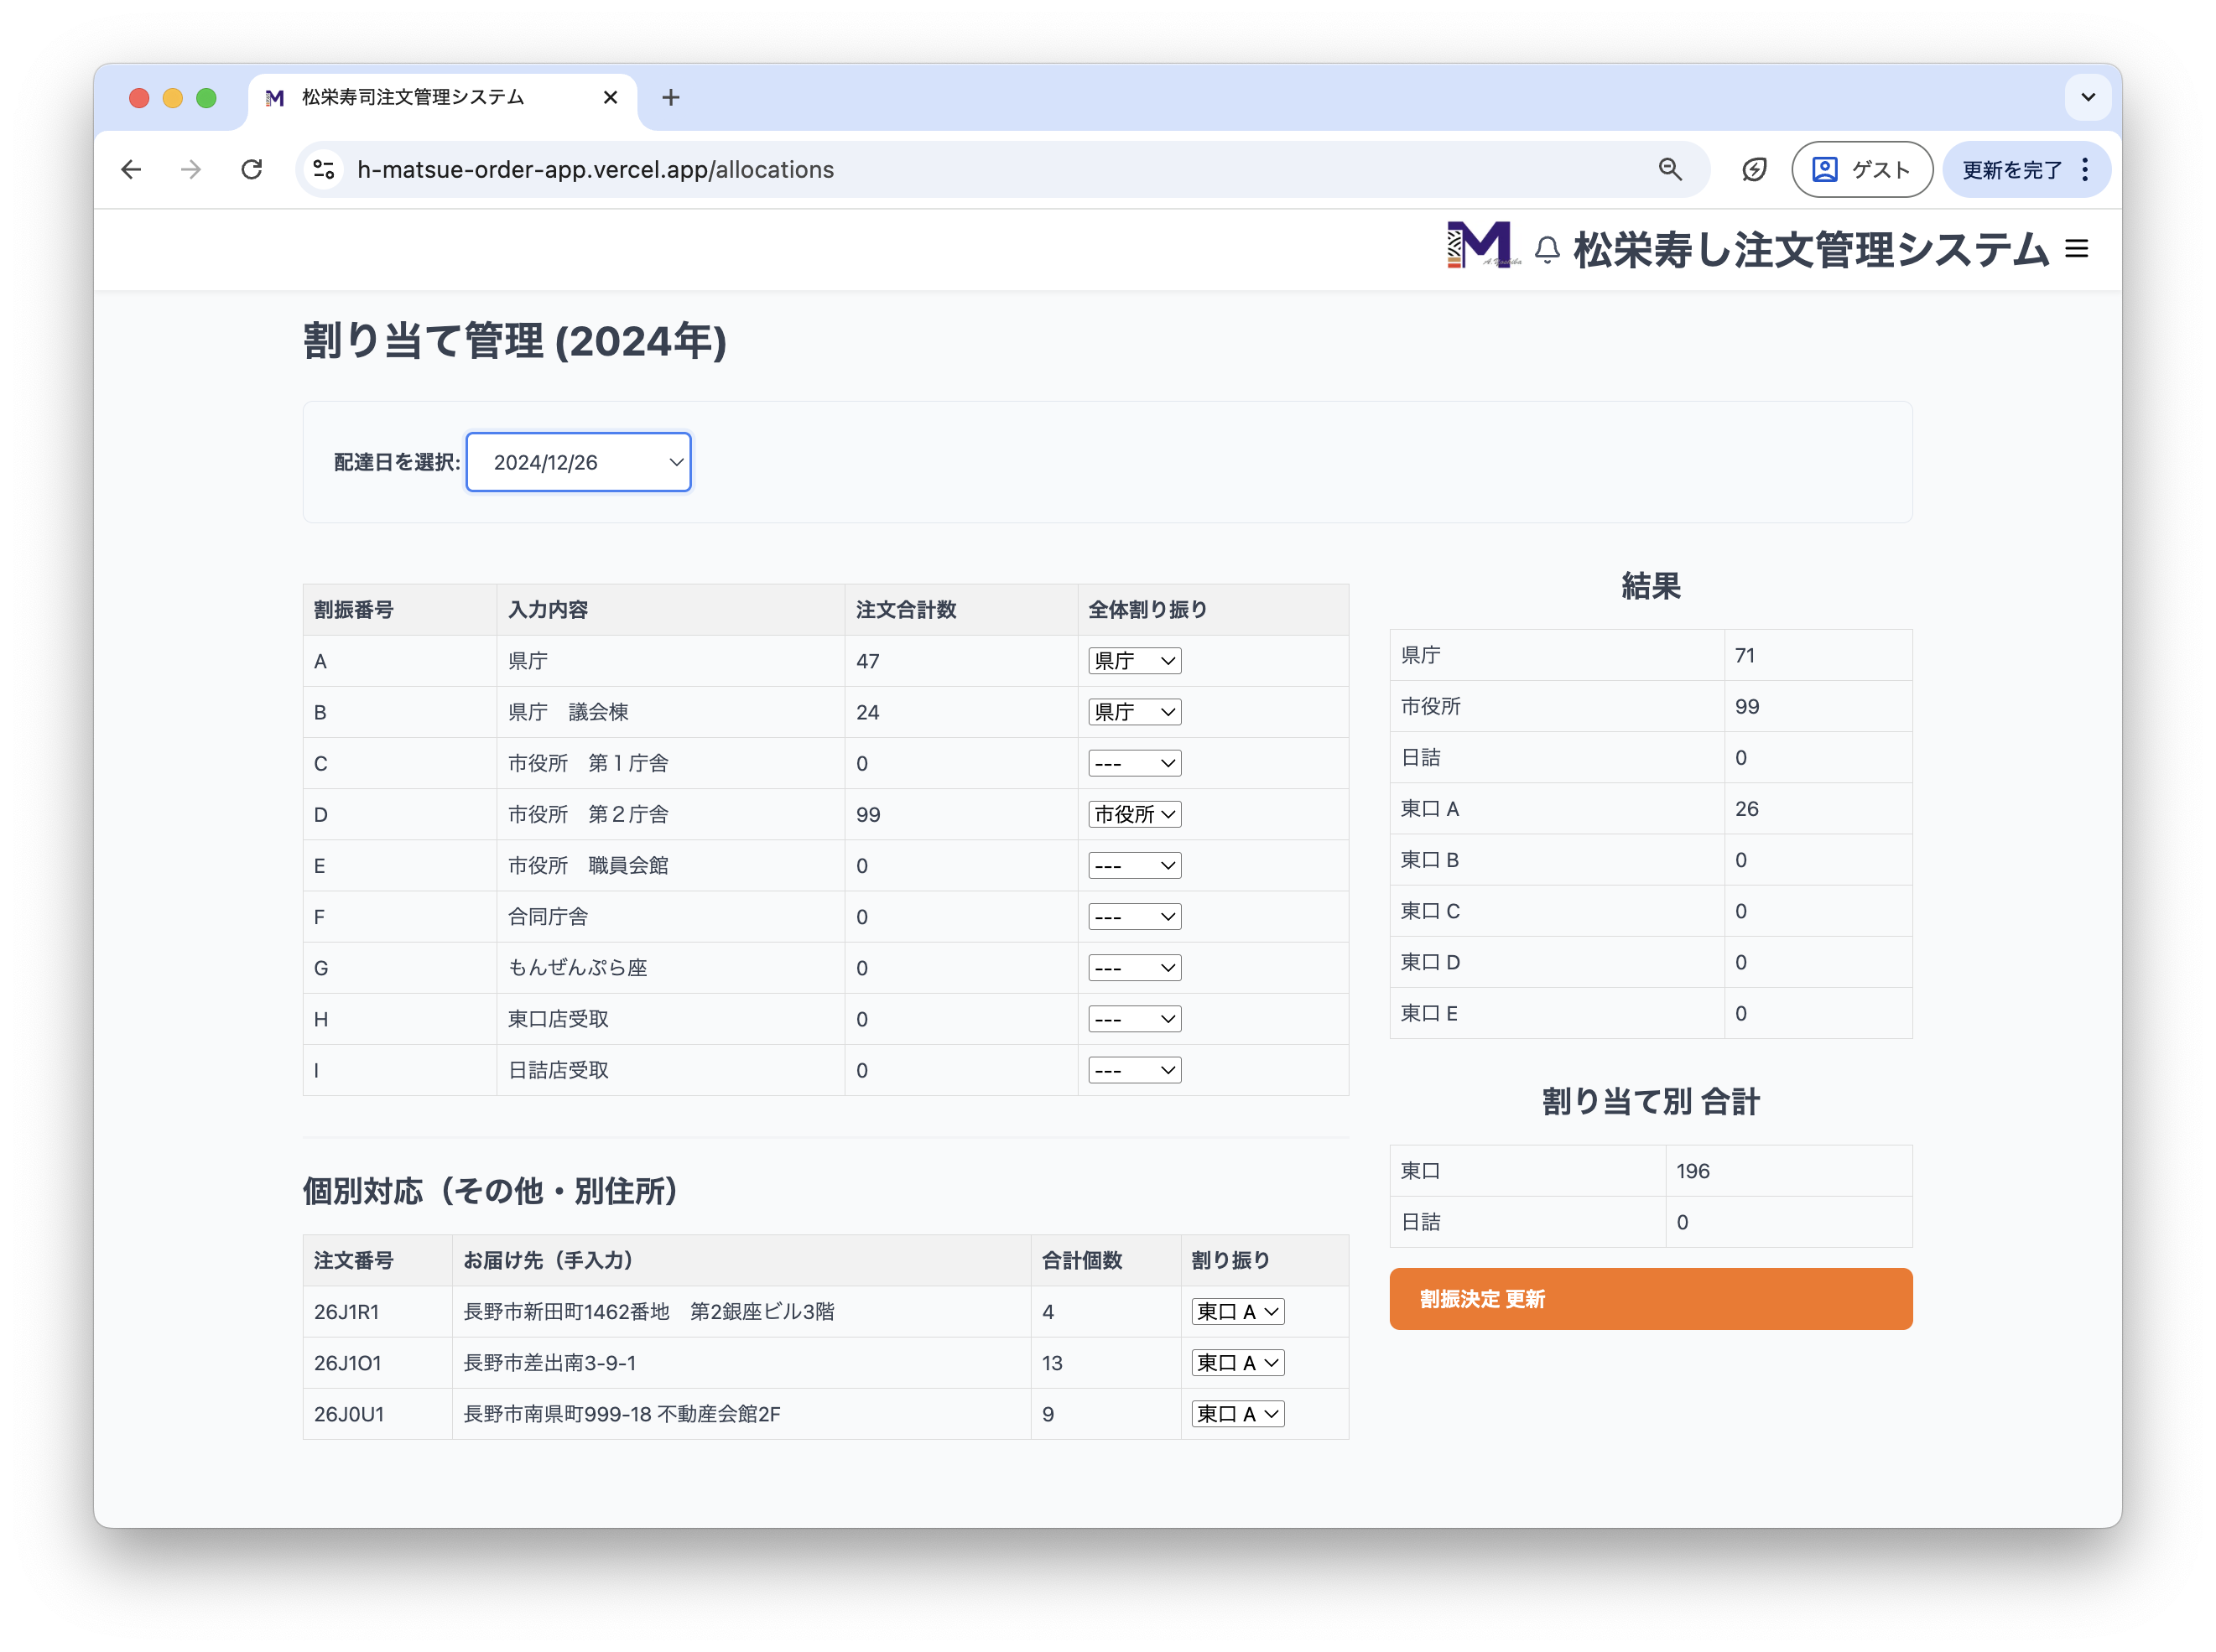 松栄寿司注文管理システム
h-matsue-order-app.vercel.app/allocations
ゲスト
更新を完了
松栄寿し注文管理システム
割り当て管理 (2024年)
配達日を選択: 2024/12/26
割振番号 入力内容 注文合計数 全体割り振り
A 県庁 47 県庁
B 県庁　議会棟 24 県庁
C 市役所　第１庁舎 0 ---
D 市役所　第２庁舎 99 市役所
E 市役所　職員会館 0 ---
F 合同庁舎 0 ---
G もんぜんぷら座 0 ---
H 東口店受取 0 ---
I 日詰店受取 0 ---
個別対応（その他・別住所）
注文番号 お届け先（手入力） 合計個数 割り振り
26J1R1 長野市新田町1462番地　第2銀座ビル3階 4 東口 A
26J1O1 長野市差出南3-9-1 13 東口 A
26J0U1 長野市南県町999-18 不動産会館2F 9 東口 A
結果
県庁 71
市役所 99
日詰 0
東口 A 26
東口 B 0
東口 C 0
東口 D 0
東口 E 0
割り当て別 合計
東口 196
日詰 0
割振決定 更新